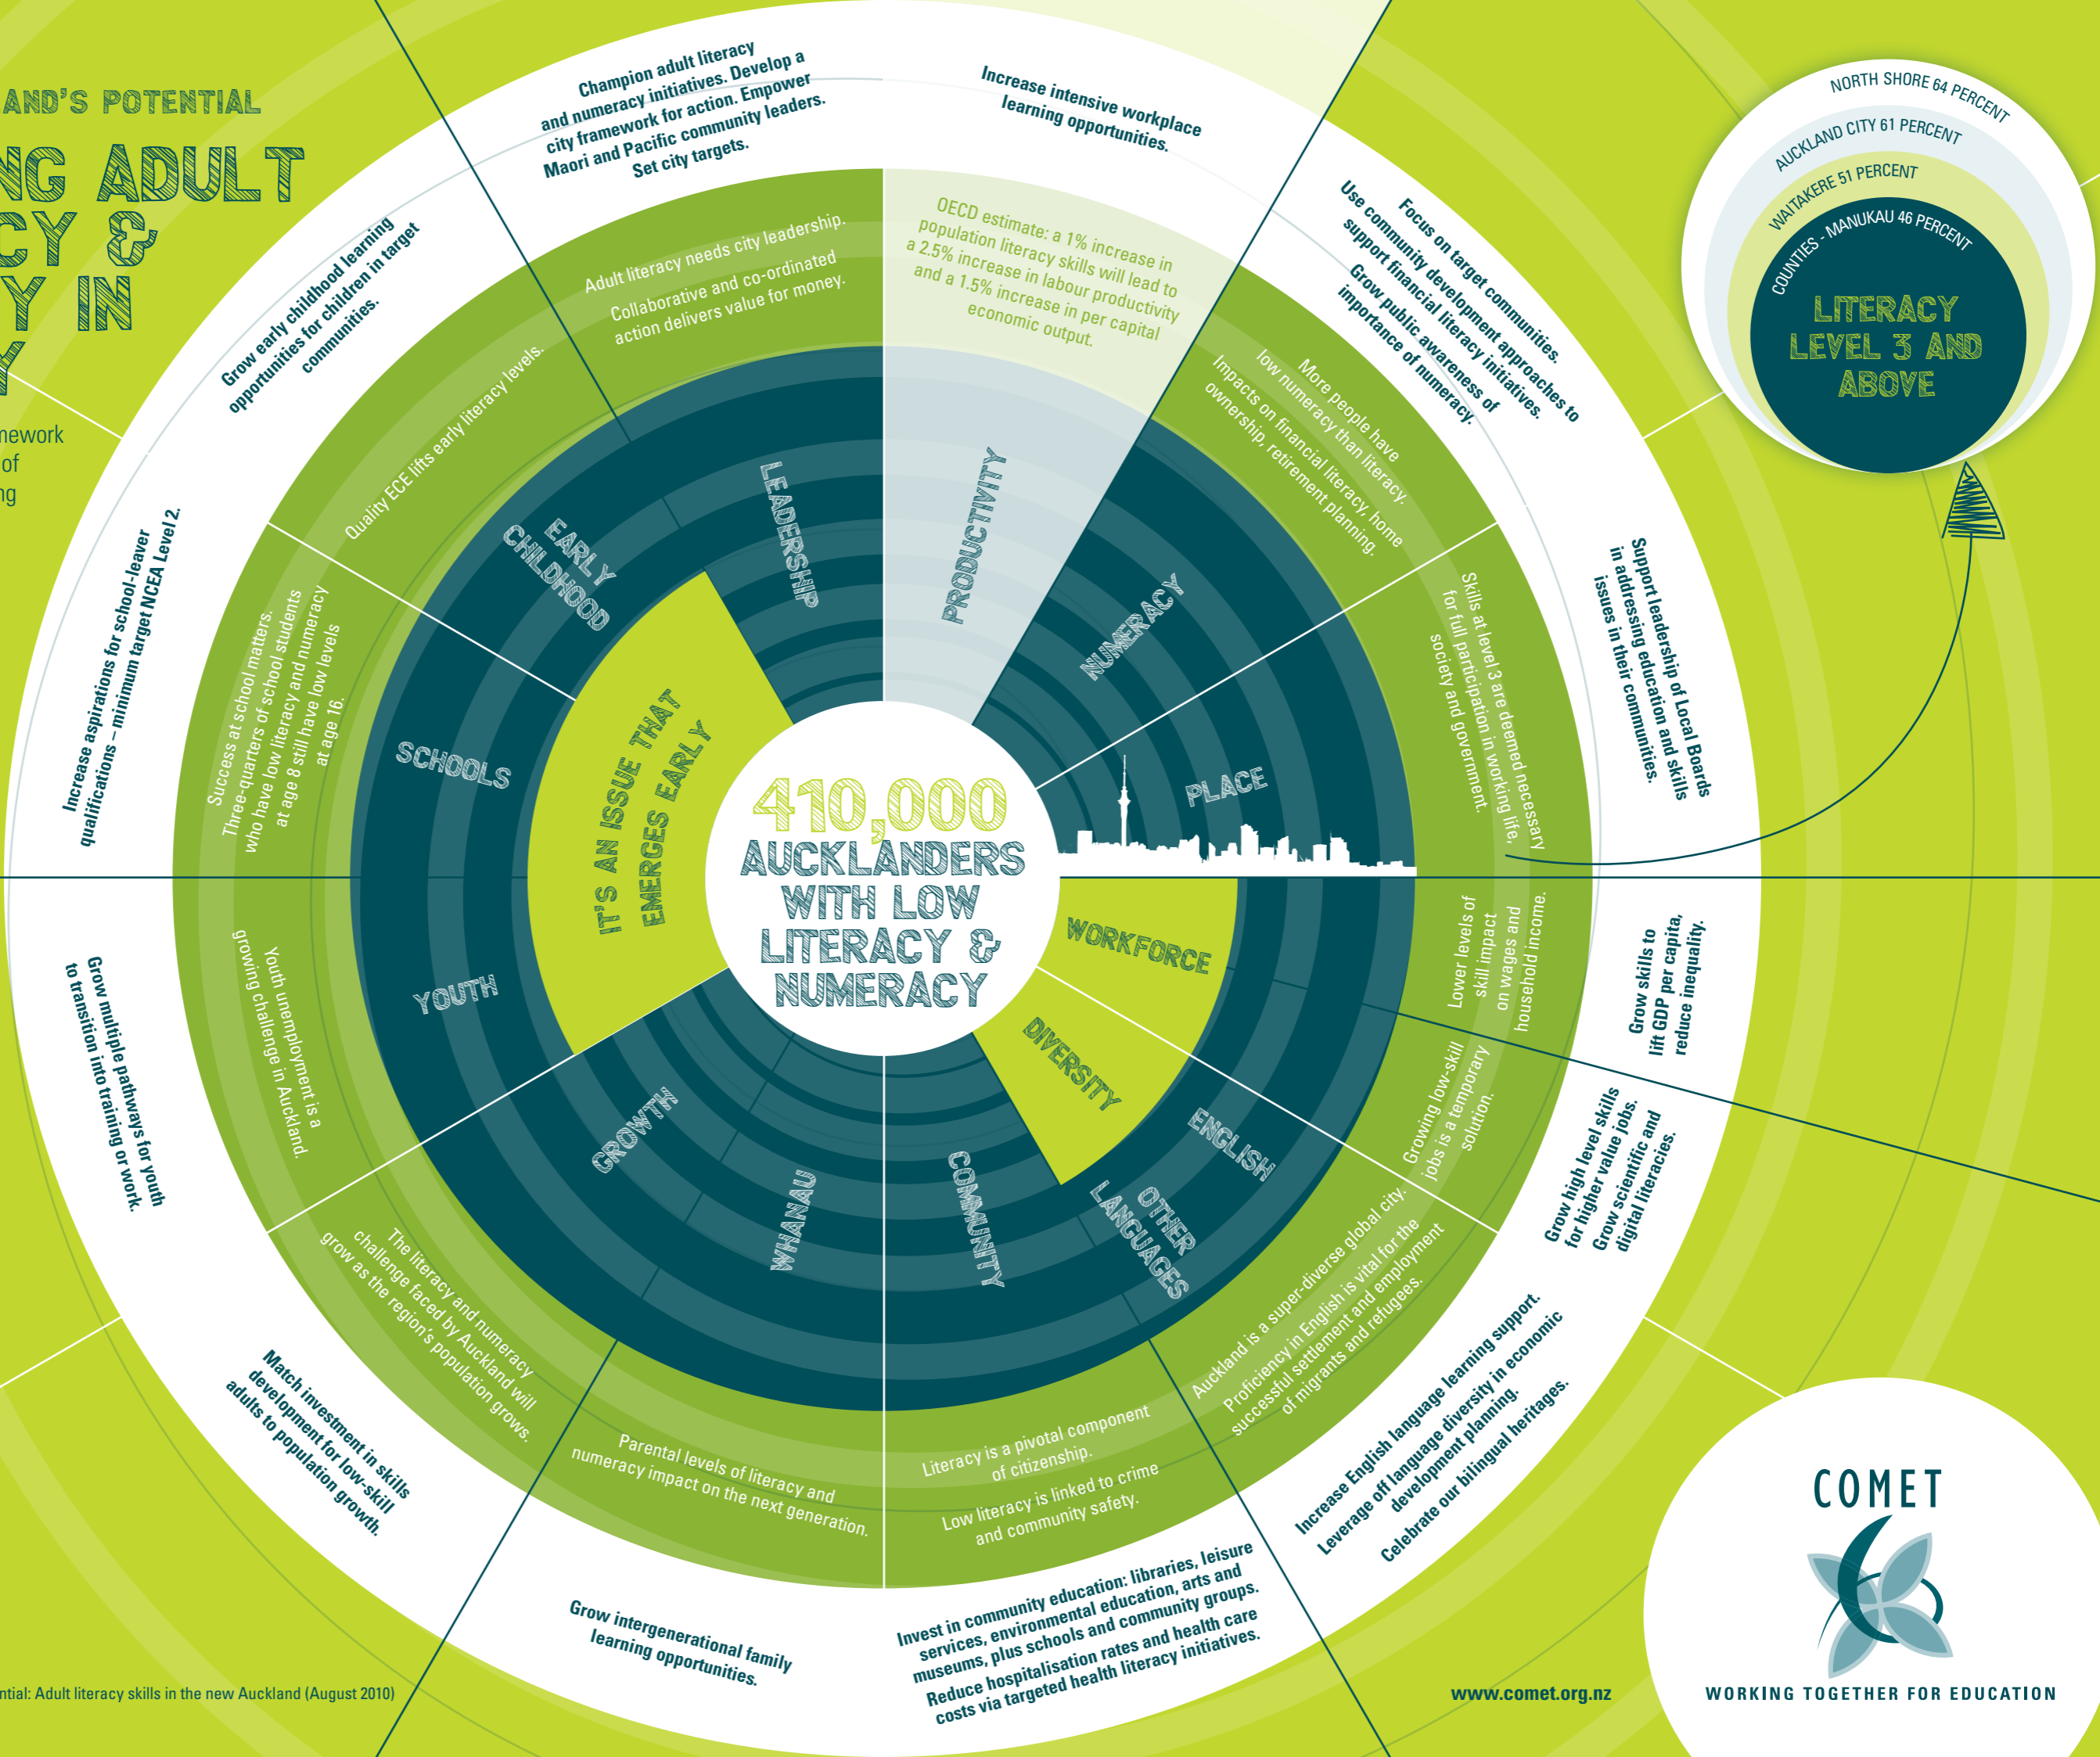 AND'S POTENTIAL
NG ADULT
CY &
Y IN
Y
mework
of
ng
Champion adult literacy
and numeracy initiatives. Develop a
city framework for action. Empower
Maori and Pacific community leaders.
Set city targets.
Adult literacy needs city leadership.
Collaborative and co-ordinated
action delivers value for money.
LEADERSHIP
Increase intensive workplace
learning opportunities.
OECD estimate: a 1% increase in
population literacy skills will lead to
a 2.5% increase in labour productivity
and a 1.5% increase in per capital
economic output.
PRODUCTIVITY
Focus on target communities.
Use community development approaches to
support financial literacy initiatives.
Grow public awareness of
importance of numeracy.
More people have
low numeracy than literacy.
Impacts on financial literacy, home
ownership, retirement planning.
NUMERACY
Support leadership of Local Boards
in addressing education and skills
issues in their communities.
Skills at level 3 are deemed necessary
for full participation in working life,
society and government.
PLACE
NORTH SHORE 64 PERCENT
AUCKLAND CITY 61 PERCENT
WAITAKERE 51 PERCENT
COUNTIES - MANUKAU 46 PERCENT
LITERACY
LEVEL 3 AND
ABOVE
Grow skills to
lift GDP per capita,
reduce inequality.
Lower levels of
skill impact
on wages and
household income.
WORKFORCE
Grow high level skills
for higher value jobs.
Grow scientific and
digital literacies.
Growing low-skill
jobs is a temporary
solution.
DIVERSITY
ENGLISH
OTHER
LANGUAGES
Auckland is a super-diverse global city.
Proficiency in English is vital for the
successful settlement and employment
of migrants and refugees.
Increase English language learning support.
Leverage off language diversity in economic
development planning.
Celebrate our bilingual heritages.
COMMUNITY
Literacy is a pivotal component
of citizenship.
Low literacy is linked to crime
and community safety.
Invest in community education: libraries, leisure
services, environmental education, arts and
museums, plus schools and community groups.
Reduce hospitalisation rates and health care
costs via targeted health literacy initiatives.
WHANAU
Parental levels of literacy and
numeracy impact on the next generation.
Grow intergenerational family
learning opportunities.
GROWTH
The literacy and numeracy
challenge faced by Auckland will
grow as the region's population grows.
Match investment in skills
development for low-skill
adults to population growth.
YOUTH
Youth unemployment is a
growing challenge in Auckland.
Grow multiple pathways for youth
to transition into training or work.
SCHOOLS
Success at school matters.
Three-quarters of school students
who have low literacy and numeracy
at age 8 still have low levels
at age 16.
Increase aspirations for school-leaver
qualifications – minimum target NCEA Level 2.
EARLY
CHILDHOOD
Quality ECE lifts early literacy levels.
Grow early childhood learning
opportunities for children in target
communities.
IT'S AN ISSUE THAT
EMERGES EARLY
410,000
AUCKLANDERS
WITH LOW
LITERACY &
NUMERACY
ntial: Adult literacy skills in the new Auckland (August 2010)
www.comet.org.nz
COMET
WORKING TOGETHER FOR EDUCATION